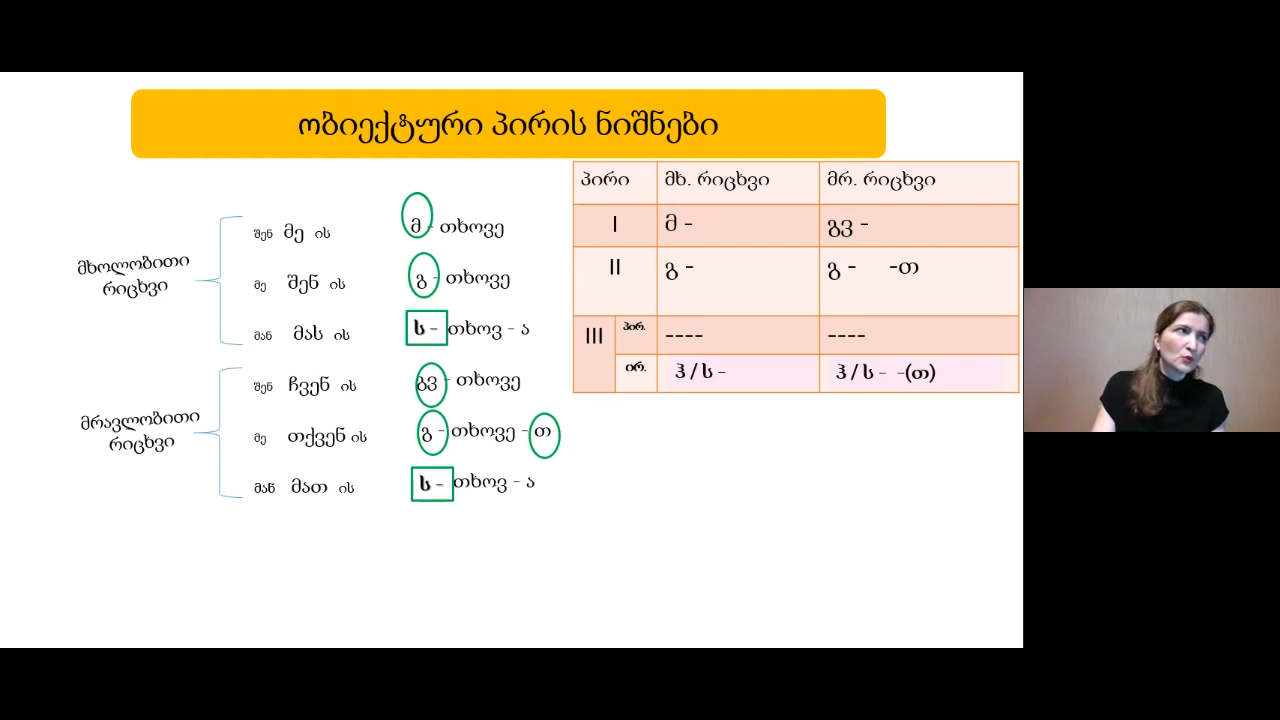 ობიექტური პირის ნიშნები
მხოლობითი
რიცხვი
შენ მე ის მ - თხოვე
მე შენ ის გ - თხოვე
მან მას ის ს - თხოვ - ა
მრავლობითი
რიცხვი
შენ ჩვენ ის გვ - თხოვე
მე თქვენ ის გ - თხოვე - თ
მან მათ ის ს - თხოვ - ა
პირი მხ. რიცხვი მრ. რიცხვი
I მ - გვ -
II გ - გ - -თ
III პირ. ---- ----
ირ. ჰ / ს - ჰ / ს - -(თ)